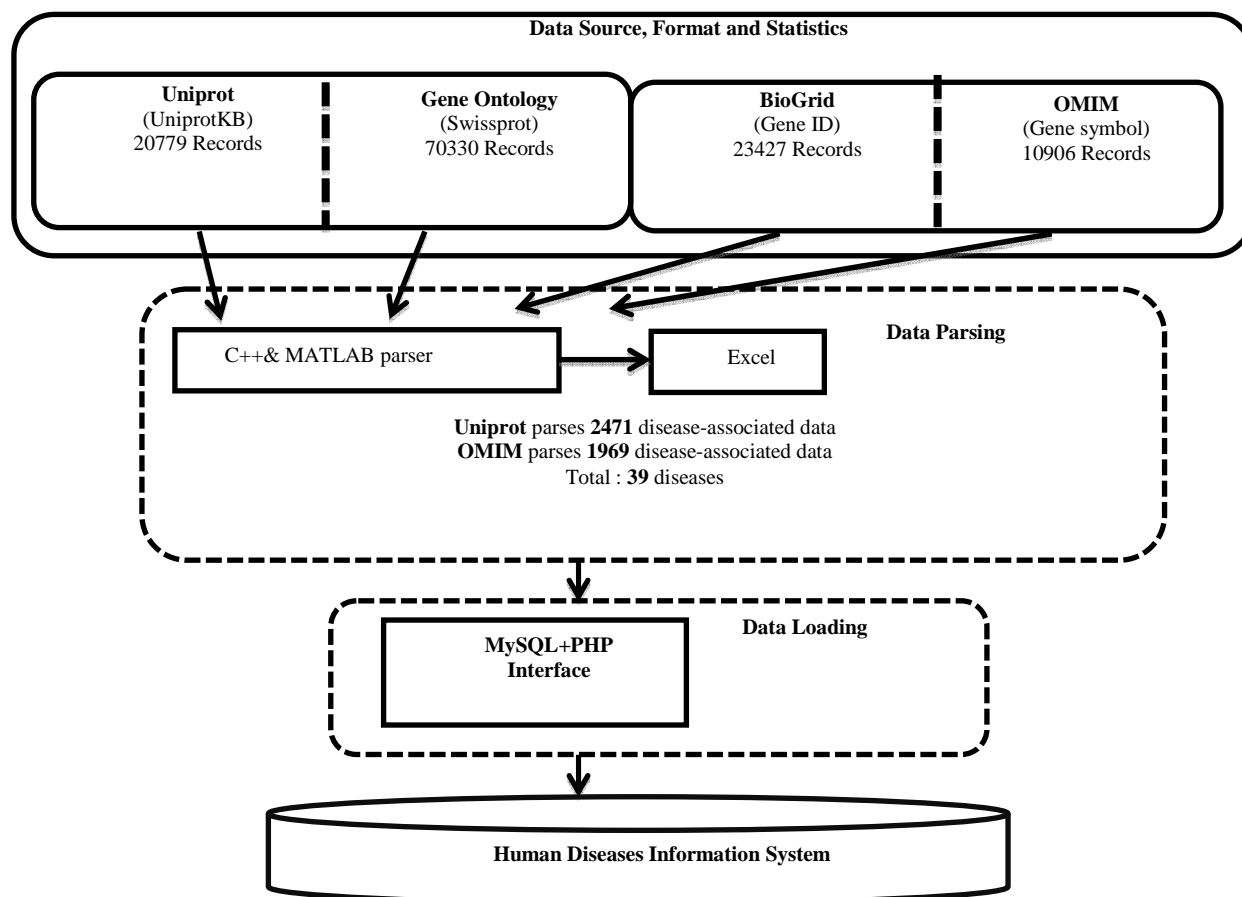 Data Source, Format and Statistics
Uniprot
(UniprotKB)
20779 Records
Gene Ontology
(Swissprot)
70330 Records
BioGrid
(Gene ID)
23427 Records
OMIM
(Gene symbol)
10906 Records
Data Parsing
C++& MATLAB parser
Excel
Uniprot parses 2471 disease-associated data
OMIM parses 1969 disease-associated data
Total : 39 diseases
Data Loading
MySQL+PHP
Interface
Human Diseases Information System